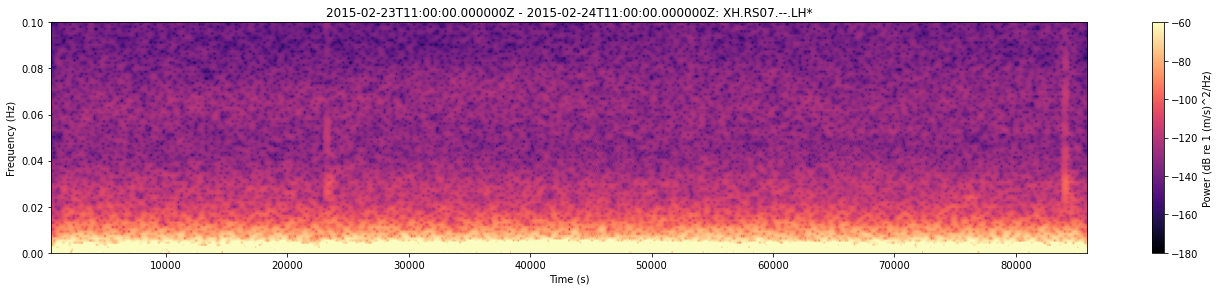 2015-02-23T11:00:00.000000Z - 2015-02-24T11:00:00.000000Z: XH.RS07.--.LH*
0.10
0.08
0.06
0.04
0.02
0.00
Frequency (Hz)
10000 20000 30000 40000 50000 60000 70000 80000
Time (s)
−60
−80
−100
−120
−140
−160
−180
Power (dB re 1 (m/s)^2/Hz)